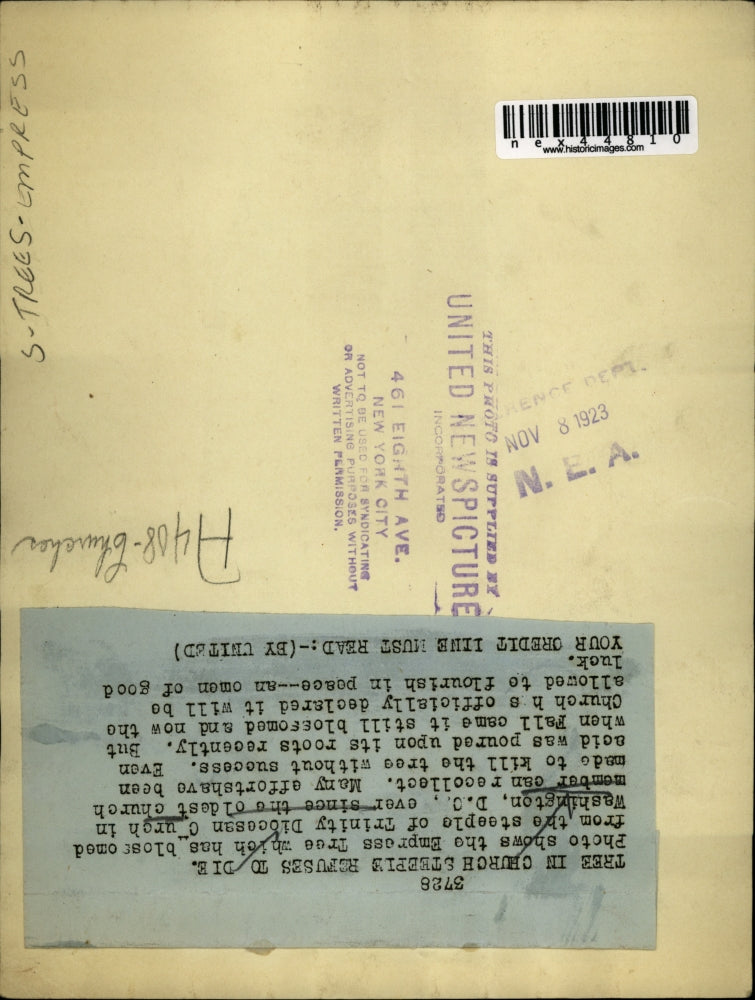 S-TREES-EMPRESS
nex44810
www.historicimages.com
THIS PHOTO IS SUPPLIED BY
UNITED NEWSPICTURE
INCORPORATED
461 EIGHTH AVE.
NEW YORK CITY
NOT TO BE USED FOR SYNDICATING
OR ADVERTISING PURPOSES WITHOUT
WRITTEN PERMISSION.
DEPT.
NOV 8 1923
N. E. A.
A408-Churches
3728
TREE IN CHURCH STEEPLE REFUSES TO DIE.
Photo shows the Empress Tree which has blossomed
from the steeple of Trinity Diocesan C urch in
Washington, D.C., ever since the oldest church
member can recollect. Many effortshave been
made to kill the tree without success. Even
acid was poured upon its roots recently. But
when Fall came it still blossomed and now the
Church h s officially declared it will be
allowed to flourish in peace---an omen of good
luck.
YOUR CREDIT LINE MUST READ:-(BY UNITED)